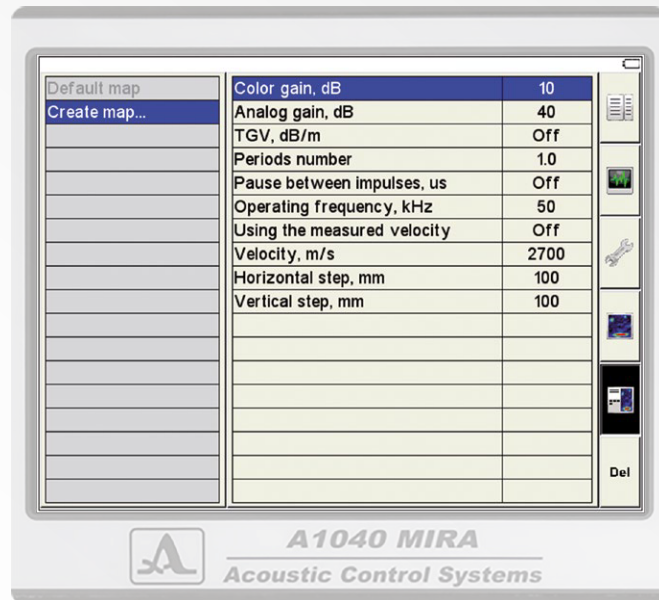 Default map
Create map...
Color gain, dB 10
Analog gain, dB 40
TGV, dB/m Off
Periods number 1.0
Pause between impulses, us Off
Operating frequency, kHz 50
Using the measured velocity Off
Velocity, m/s 2700
Horizontal step, mm 100
Vertical step, mm 100
Del
A1040 MIRA
Acoustic Control Systems